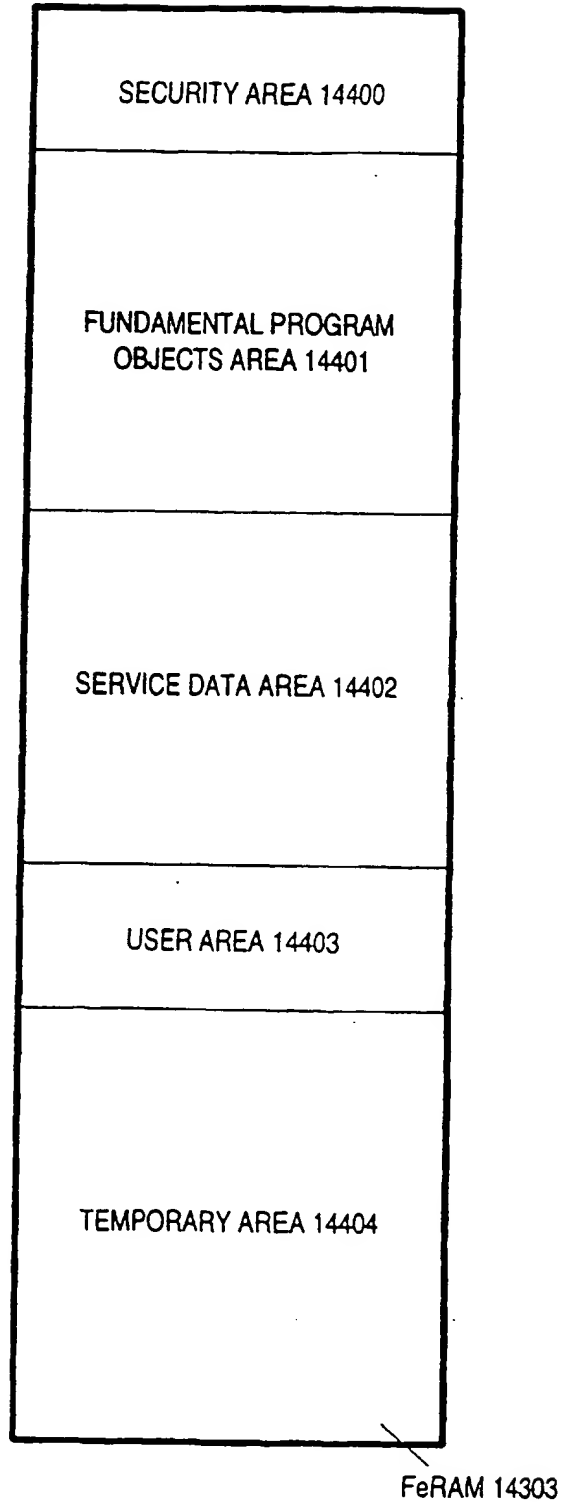 SECURITY AREA 14400
FUNDAMENTAL PROGRAM
OBJECTS AREA 14401
SERVICE DATA AREA 14402
USER AREA 14403
TEMPORARY AREA 14404
FeRAM 14303